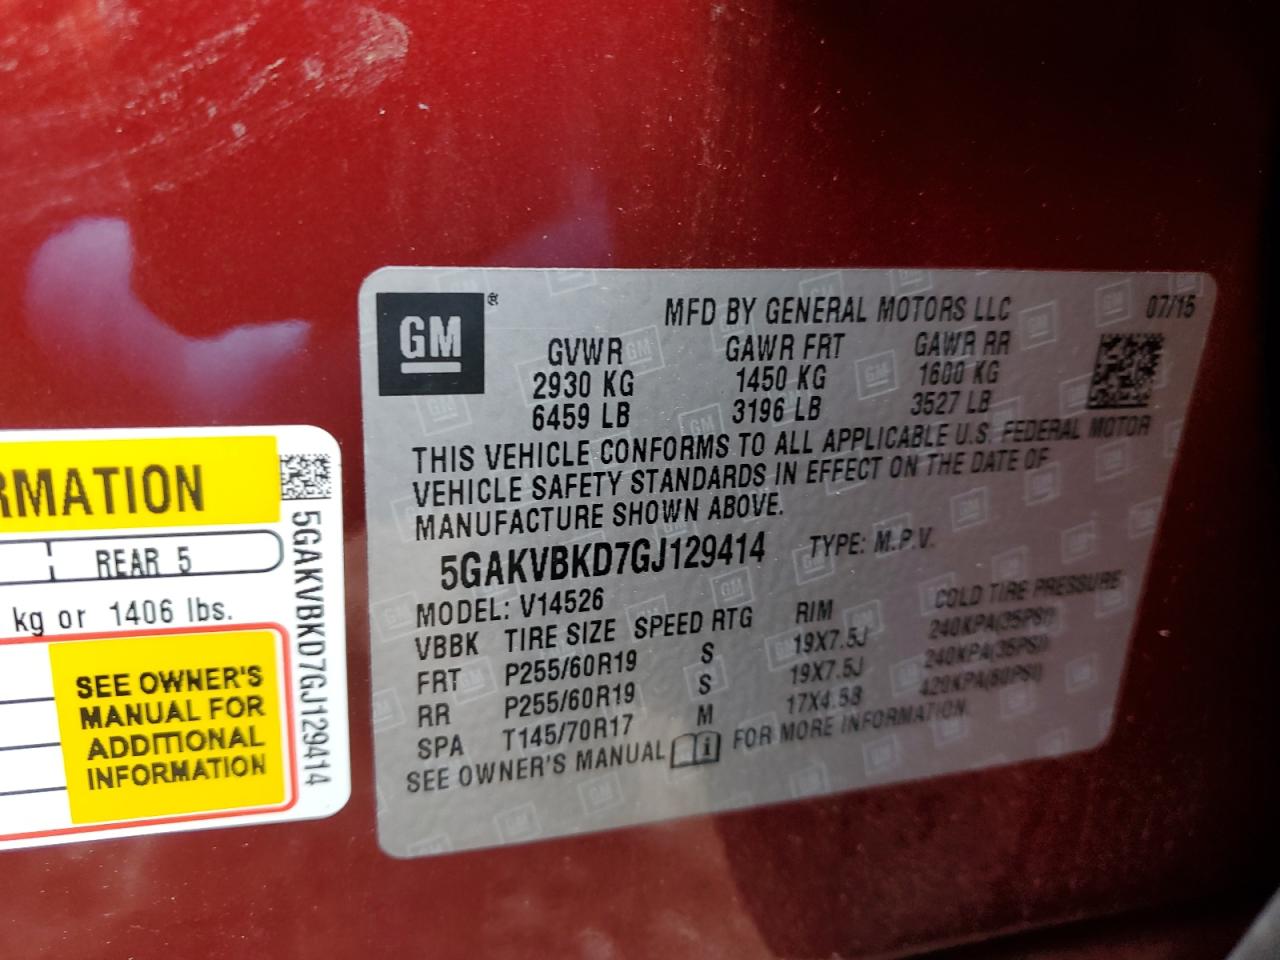 RMATION
REAR 5
kg or 1406 lbs.
SEE OWNER'S
MANUAL FOR
ADDITIONAL
INFORMATION
5GAKVBKD7GJ129414
GM
®
MFD BY GENERAL MOTORS LLC 07/15
GVWR GAWR FRT GAWR RR
2930 KG 1450 KG 1600 KG
6459 LB 3196 LB 3527 LB
THIS VEHICLE CONFORMS TO ALL APPLICABLE U.S. FEDERAL MOTOR
VEHICLE SAFETY STANDARDS IN EFFECT ON THE DATE OF
MANUFACTURE SHOWN ABOVE.
5GAKVBKD7GJ129414 TYPE: M.P.V.
MODEL: V14526
VBBK TIRE SIZE SPEED RTG RIM COLD TIRE PRESSURE
FRT P255/60R19 S 19X7.5J 240KPA(35PSI)
RR P255/60R19 S 19X7.5J 240KPA(35PSI)
SPA T145/70R17 M 17X4.5B 420KPA(60PSI)
SEE OWNER'S MANUAL FOR MORE INFORMATION.